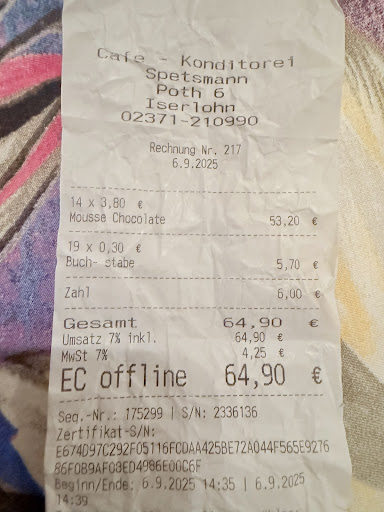 Cafe - Konditorei
Spetsmann
Poth 6
Iserlohn
02371-210990
Rechnung Nr. 217
6.9.2025
14 x 3,80 €
Mousse Chocolate 53,20 €
19 x 0,30 €
Buch- stabe 5,70 €
Zahl 6,00 €
Gesamt 64,90 €
Umsatz 7% inkl. 64,90 €
MwSt 7% 4,25 €
EC offline 64,90 €
Seq.-Nr.: 175299 | S/N: 2336136
Zertifikat-S/N:
E674D97C292F05116FCDAA425BE72A044F565E9276
86F0B9AF03ED4986E00C6F
Beginn/Ende: 6.9.2025 14:35 | 6.9.2025
14:39